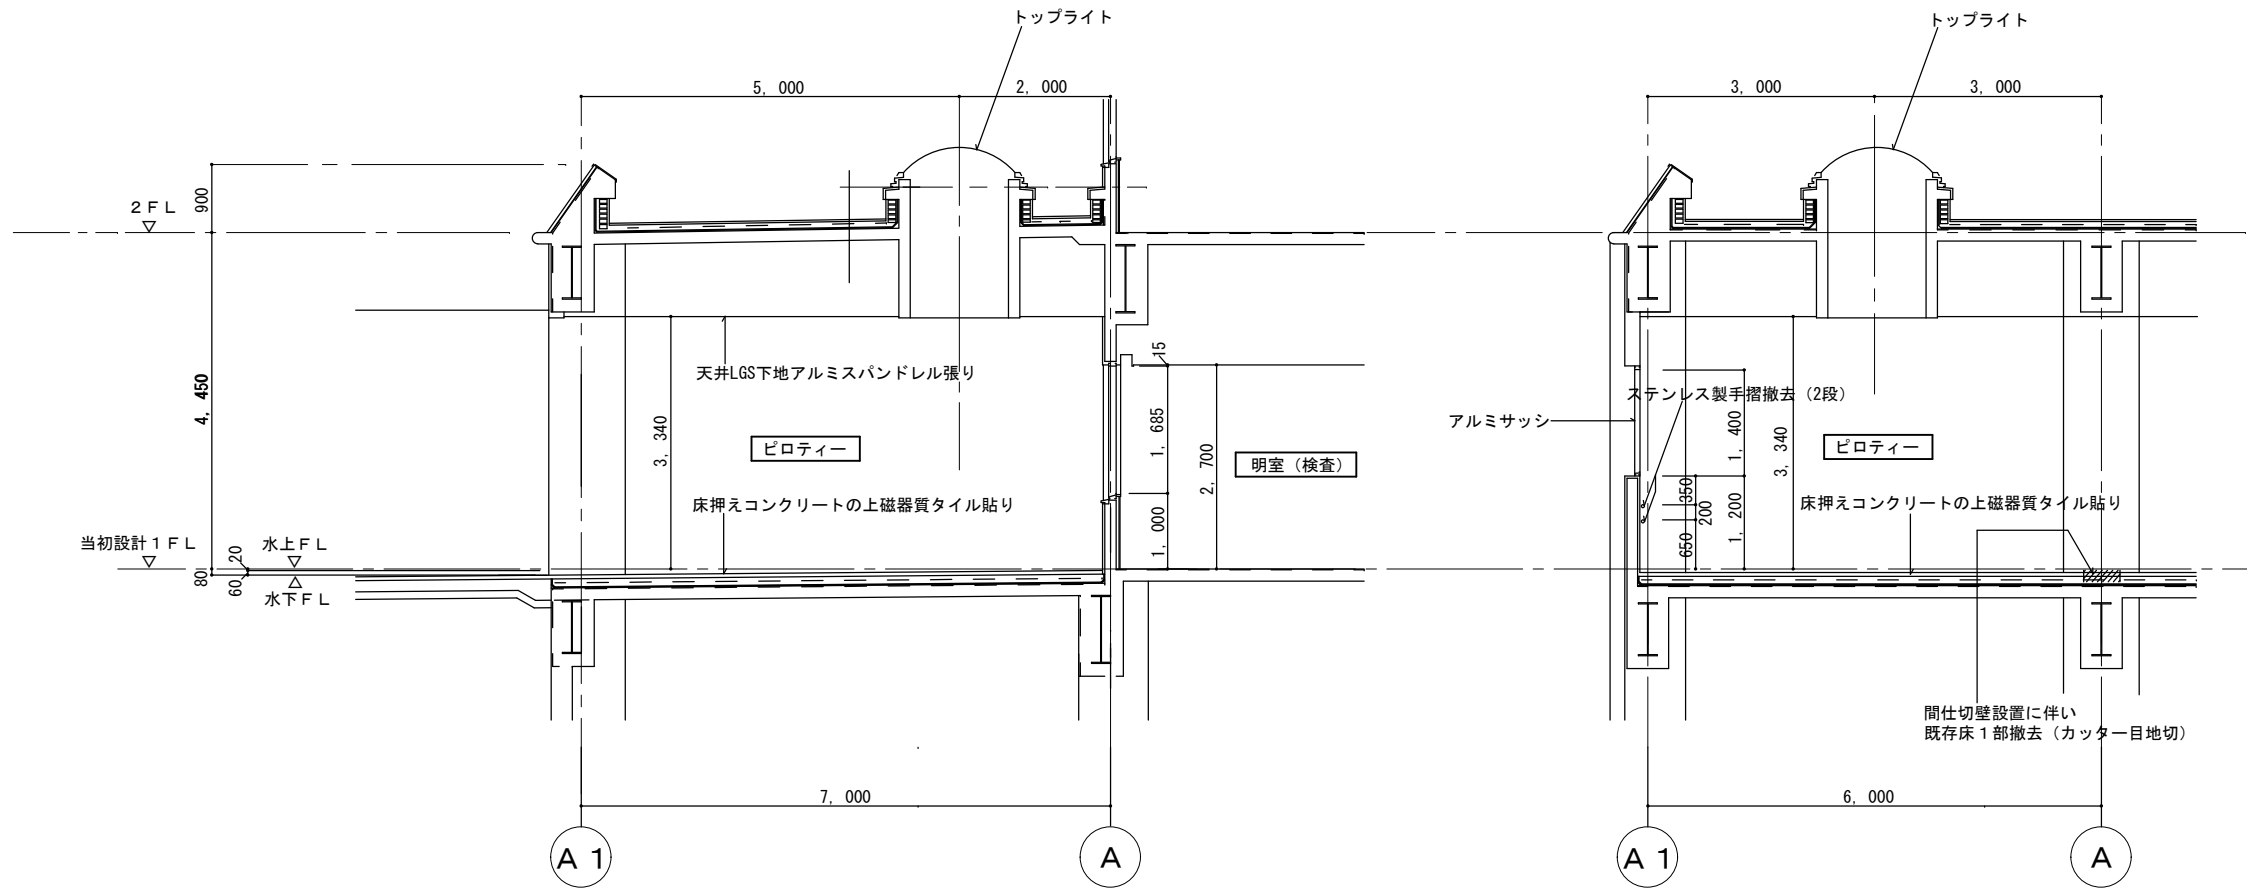 トップライト
5,000
2,000
900
2FL
4,450
天井LGS下地アルミスパンドレル張り
3,340
ピロティー
15
1,685
2,700
明室（検査）
床押えコンクリートの上磁器質タイル貼り
1,000
当初設計1FL
水上FL
20
80
60
水下FL
7,000
A1
A
トップライト
3,000
3,000
ステンレス製手摺撤去（2段）
アルミサッシ
1,400
3,340
ピロティー
350
200
650
1,200
床押えコンクリートの上磁器質タイル貼り
間仕切壁設置に伴い
既存床1部撤去（カッター目地切）
6,000
A1
A